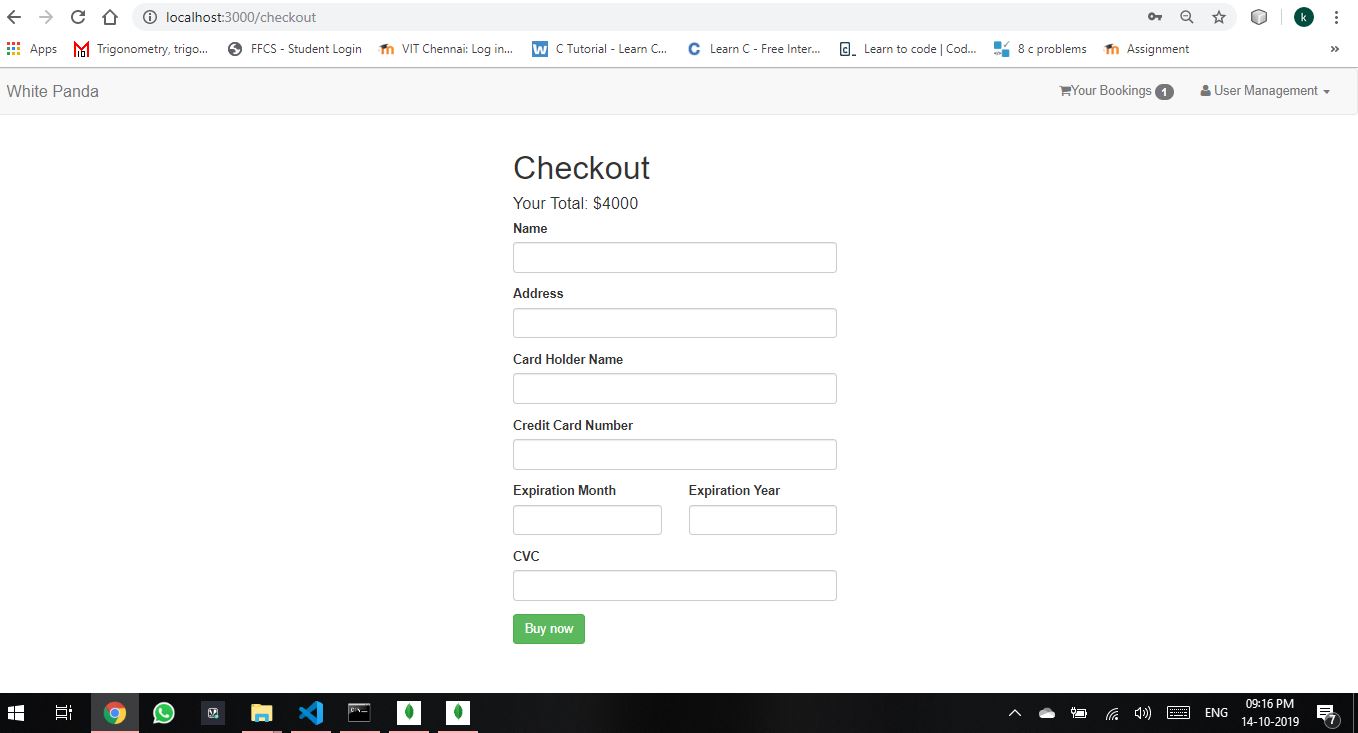 localhost:3000/checkout
k
Apps Trigonometry, trigo... FFCS - Student Login VIT Chennai: Log in... C Tutorial - Learn C... Learn C - Free Inter... Learn to code | Cod... 8 c problems Assignment »
White Panda Your Bookings 1 User Management
Checkout
Your Total: $4000
Name
Address
Card Holder Name
Credit Card Number
Expiration Month Expiration Year
CVC
Buy now
ENG 09:16 PM 7
14-10-2019